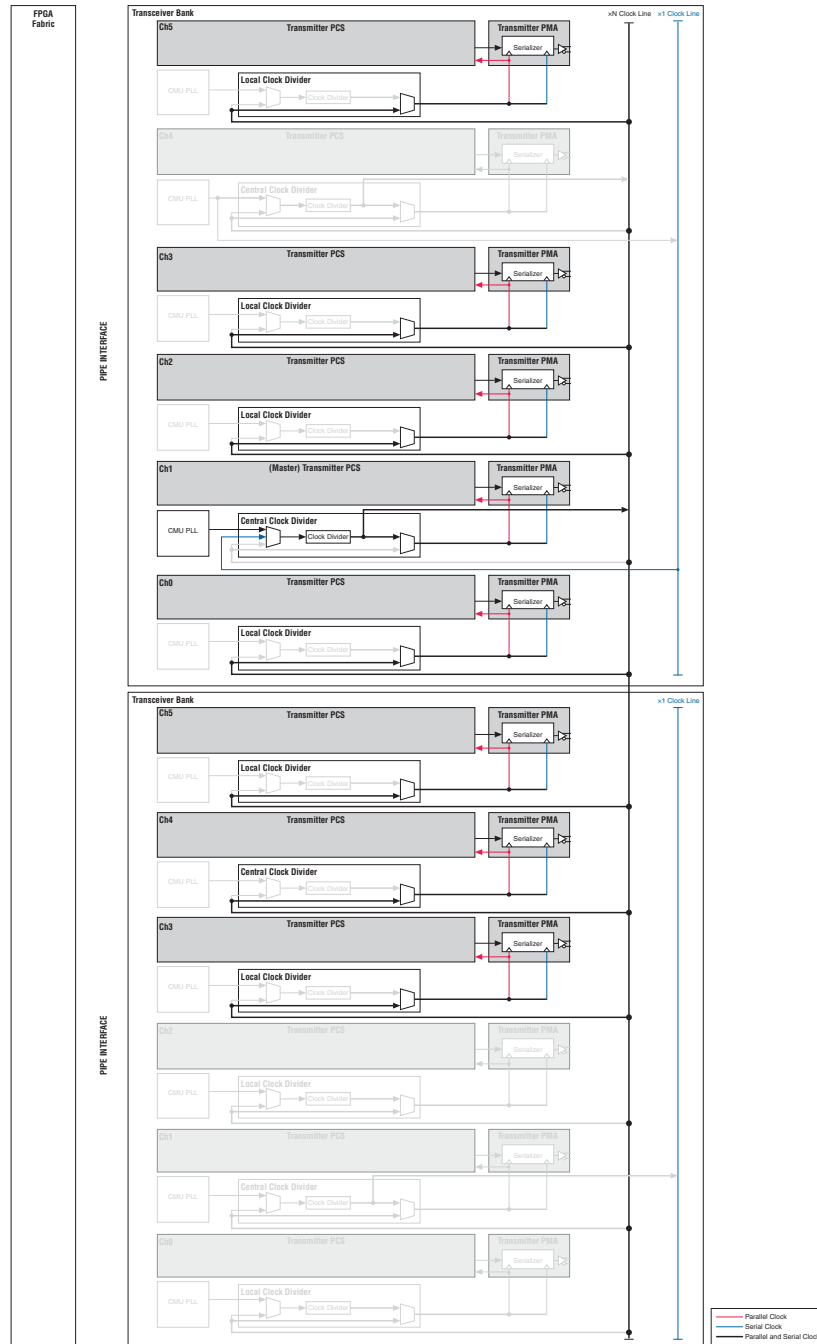 FPGA
Fabric
PIPE INTERFACE
PIPE INTERFACE
Transceiver Bank
×N Clock Line
×1 Clock Line
Ch5
Transmitter PCS
Transmitter PMA
Serializer
CMU PLL
Local Clock Divider
Clock Divider
Ch4
Transmitter PCS
Transmitter PMA
Serializer
CMU PLL
Central Clock Divider
Clock Divider
Ch3
Transmitter PCS
Transmitter PMA
Serializer
CMU PLL
Local Clock Divider
Clock Divider
Ch2
Transmitter PCS
Transmitter PMA
Serializer
CMU PLL
Local Clock Divider
Clock Divider
Ch1
(Master) Transmitter PCS
Transmitter PMA
Serializer
CMU PLL
Central Clock Divider
Clock Divider
Ch0
Transmitter PCS
Transmitter PMA
Serializer
CMU PLL
Local Clock Divider
Clock Divider
Transceiver Bank
×1 Clock Line
Ch5
Transmitter PCS
Transmitter PMA
Serializer
CMU PLL
Local Clock Divider
Clock Divider
Ch4
Transmitter PCS
Transmitter PMA
Serializer
CMU PLL
Central Clock Divider
Clock Divider
Ch3
Transmitter PCS
Transmitter PMA
Serializer
CMU PLL
Local Clock Divider
Clock Divider
Ch2
Transmitter PCS
Transmitter PMA
Serializer
CMU PLL
Local Clock Divider
Clock Divider
Ch1
Transmitter PCS
Transmitter PMA
Serializer
CMU PLL
Central Clock Divider
Clock Divider
Ch0
Transmitter PCS
Transmitter PMA
Serializer
CMU PLL
Local Clock Divider
Clock Divider
Parallel Clock
Serial Clock
Parallel and Serial Clock